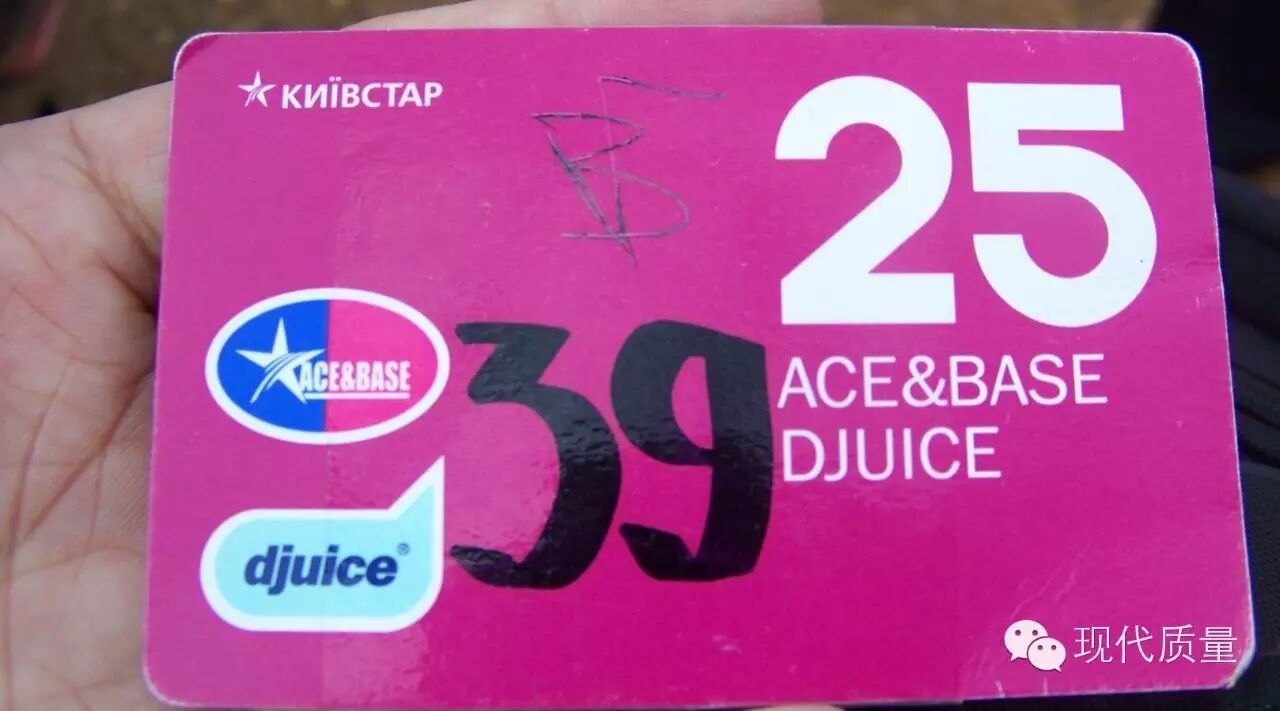 КИЇВСТАР
25
ACE&BASE
DJUICE
ACE&BASE
39
djuice®
现代质量